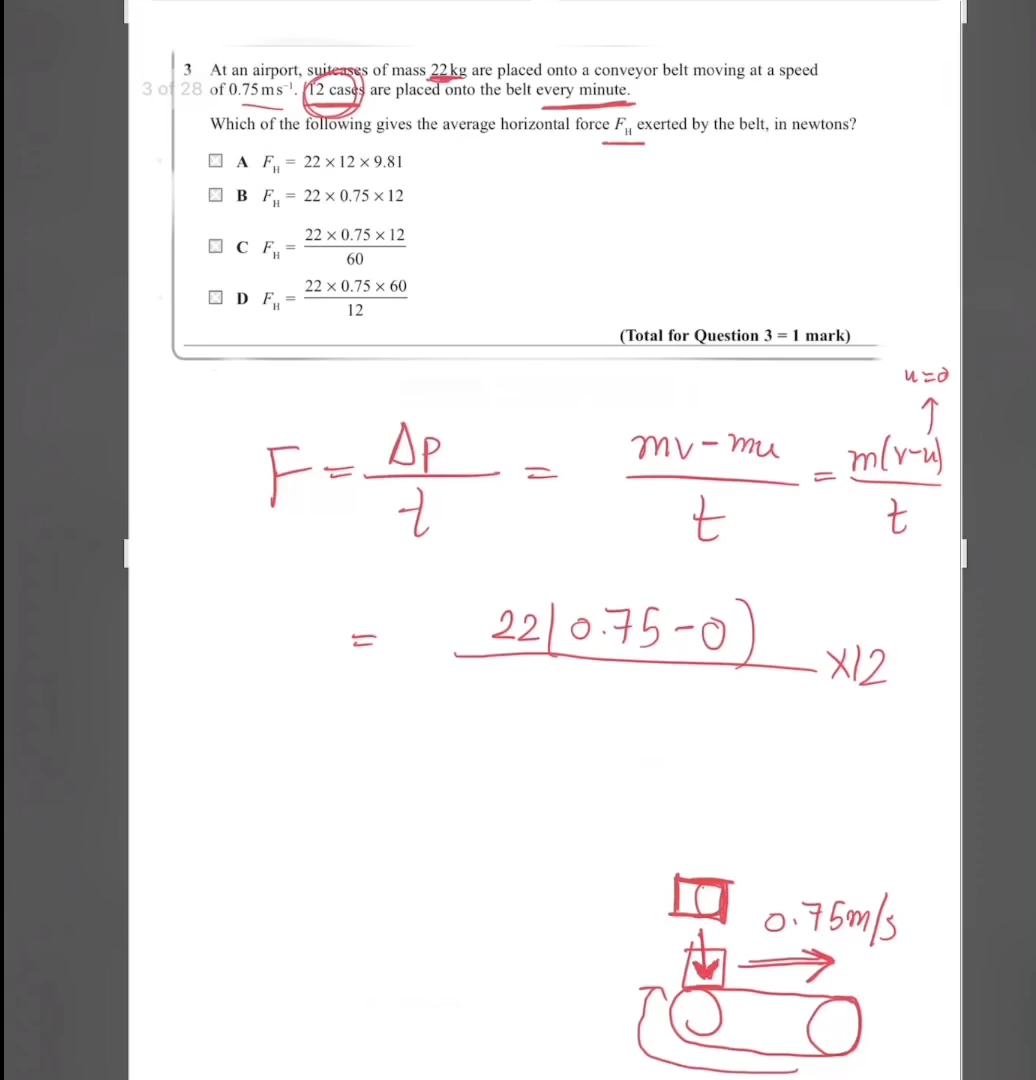 3 At an airport, suitcases of mass 22 kg are placed onto a conveyor belt moving at a speed
3 of 28
of 0.75 m s⁻¹. 12 cases are placed onto the belt every minute.
Which of the following gives the average horizontal force F_H exerted by the belt, in newtons?
A F_H = 22 × 12 × 9.81
B F_H = 22 × 0.75 × 12
C F_H = (22 × 0.75 × 12)/60
D F_H = (22 × 0.75 × 60)/12
(Total for Question 3 = 1 mark)
u=0
↑
F = Δp/t = (mv - mu)/t = m(v-u)/t
= 22(0.75-0) ×12
0.75m/s